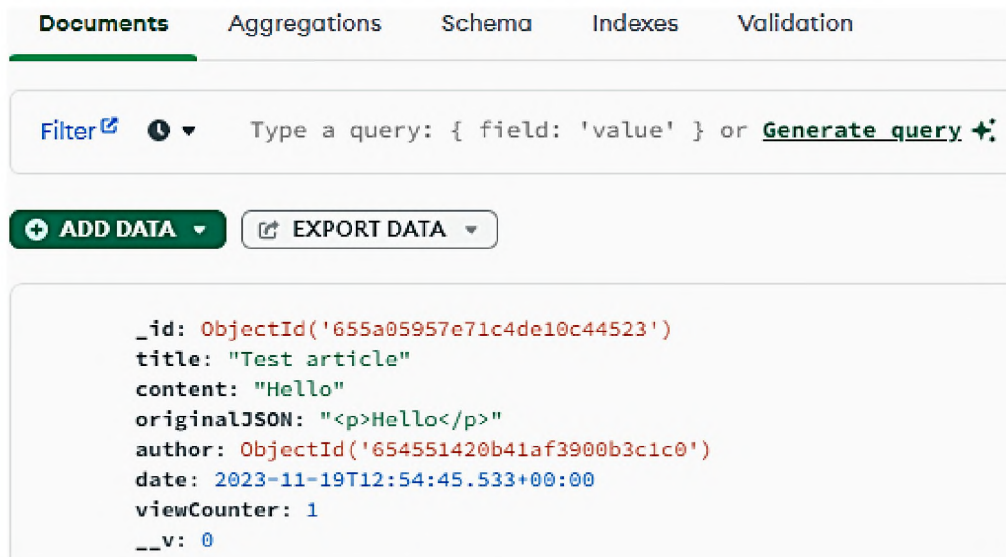 Documents Aggregations Schema Indexes Validation
Filter Type a query: { field: 'value' } or Generate query
ADD DATA EXPORT DATA
_id: ObjectId('655a05957e71c4de10c44523')
title: "Test article"
content: "Hello"
originalJSON: "<p>Hello</p>"
author: ObjectId('654551420b41af3900b3c1c0')
date: 2023-11-19T12:54:45.533+00:00
viewCounter: 1
__v: 0